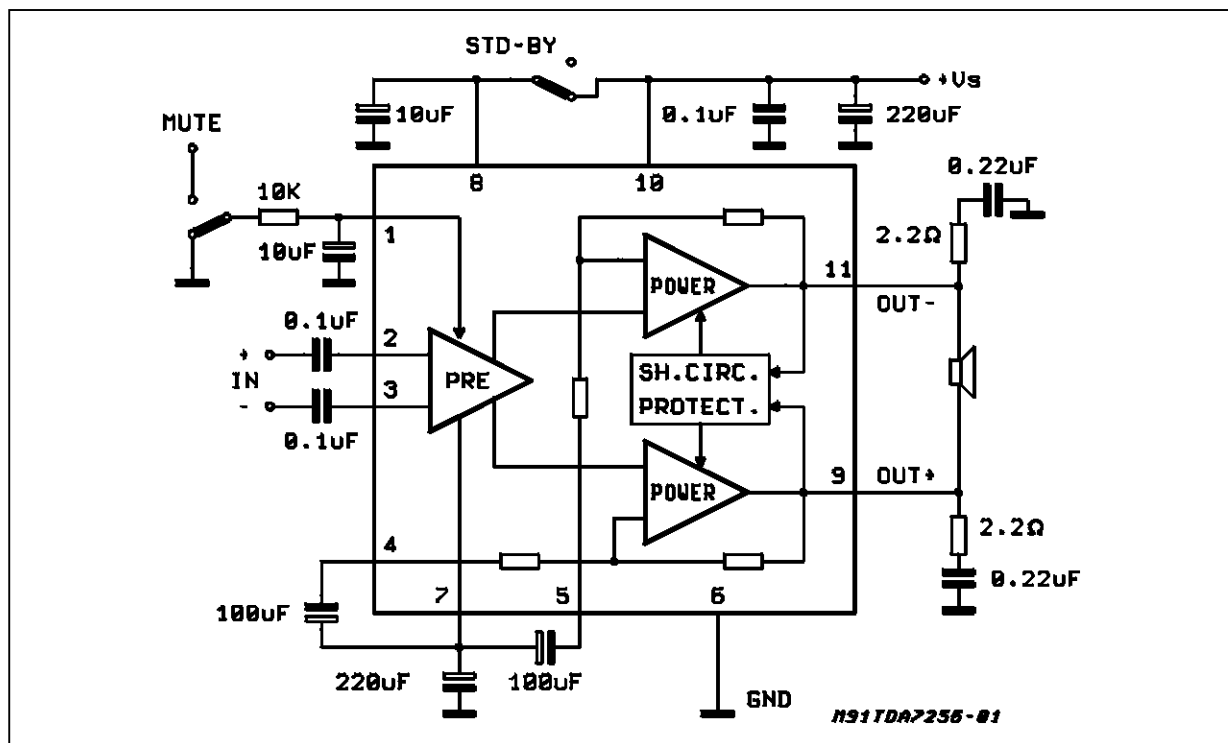 STD-BY
+Vs
10uF
0.1uF
220uF
MUTE
0.22uF
8
10
10K
1
2.2Ω
10uF
11
POWER
OUT-
0.1uF
2
+
IN
PRE
SH.CIRC.
PROTECT.
3
-
0.1uF
9
OUT+
POWER
2.2Ω
4
0.22uF
7
5
6
100uF
220uF
100uF
GND
M91TDA7256-01